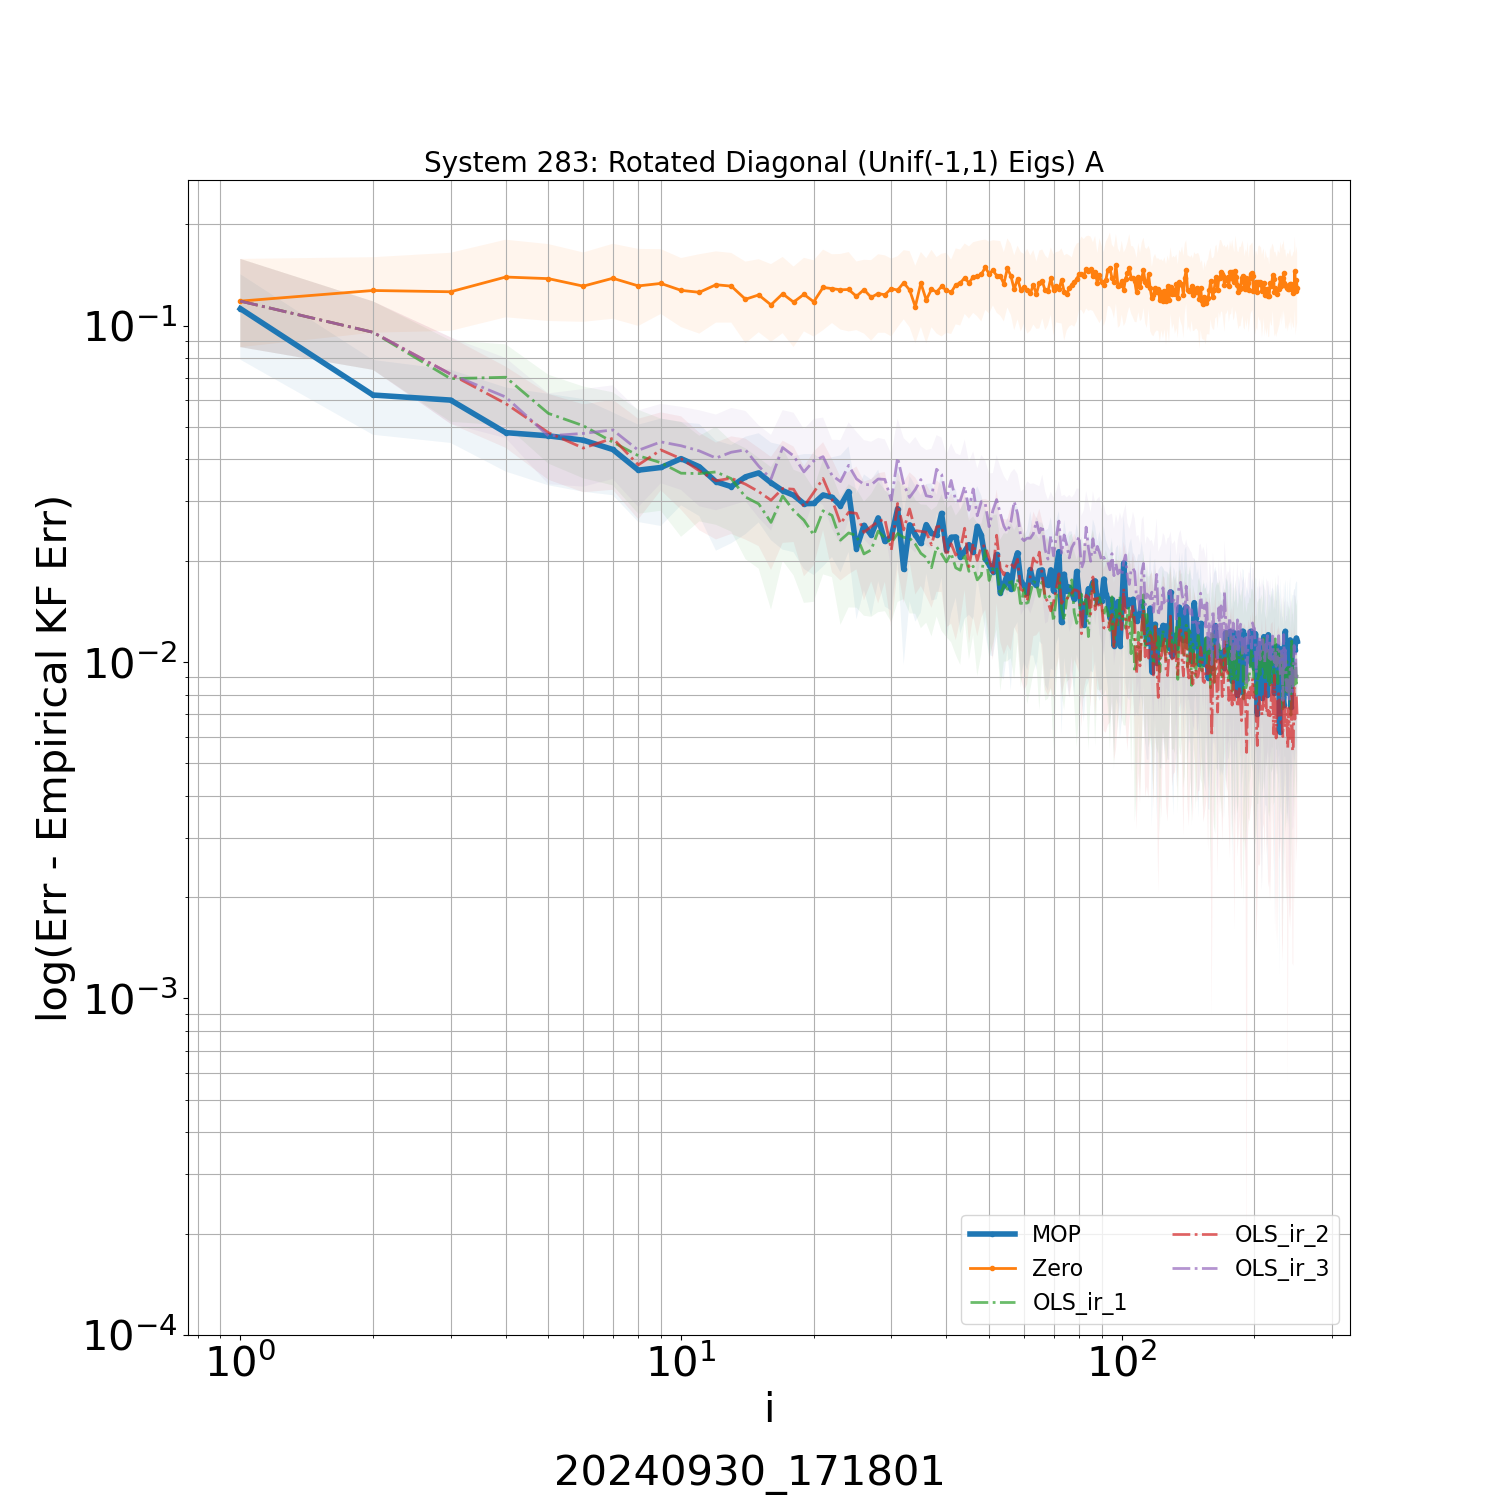 System 283: Rotated Diagonal (Unif(-1,1) Eigs) A
log(Err - Empirical KF Err)
10⁻¹
10⁻²
10⁻³
10⁻⁴
10⁰
10¹
10²
MOP
Zero
OLS_ir_1
OLS_ir_2
OLS_ir_3
i
20240930_171801